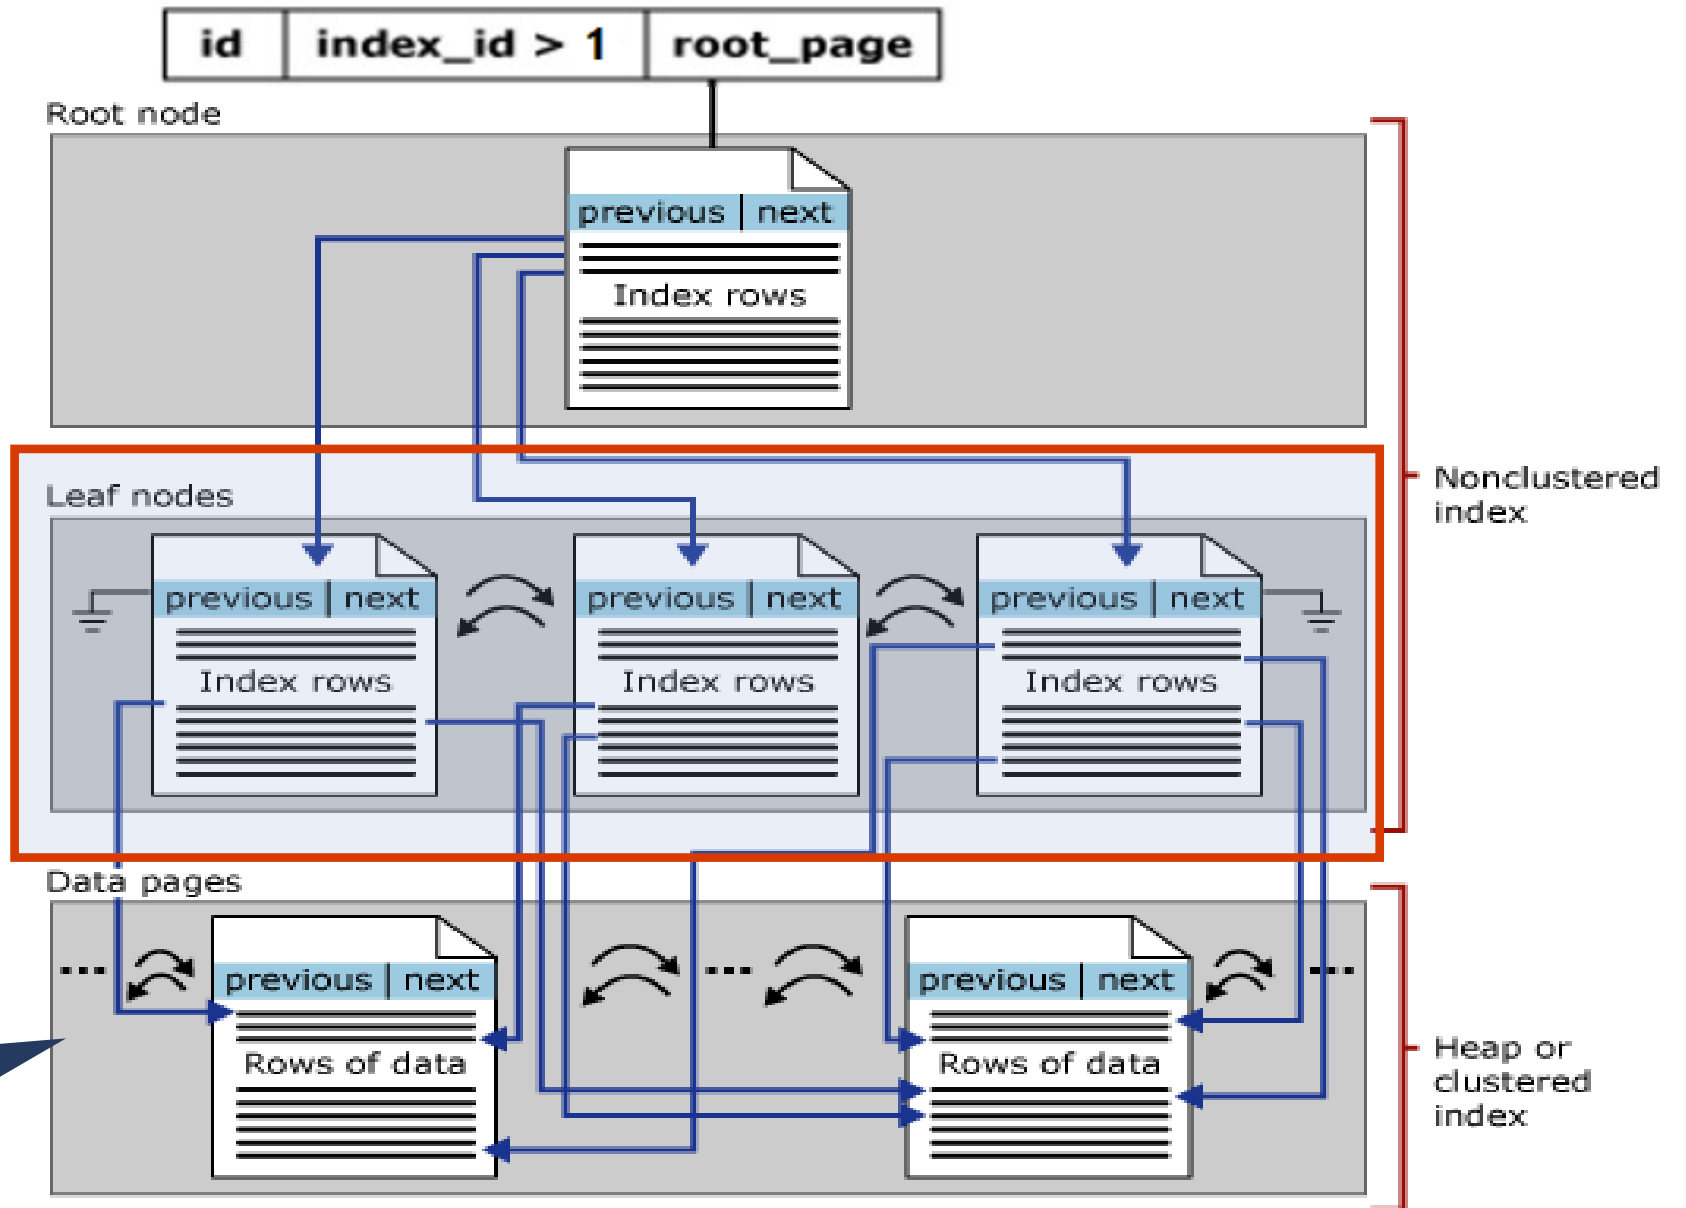 id index_id > 1 root_page
Root node
previous next
Index rows
Nonclustered
index
Leaf nodes
previous next previous next previous next
Index rows Index rows Index rows
Data pages
previous next previous next
Rows of data Rows of data
Heap or
clustered
index